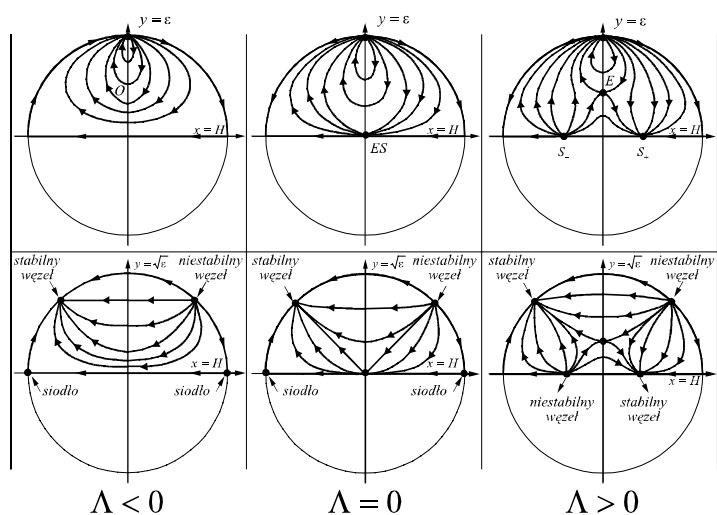 y = ε
O
x = H
y = ε
x = H
ES
y = ε
E
x = H
S₋
S₊
stabilny
węzeł
y=√ε
niestabilny
węzeł
x = H
siodło
siodło
stabilny
węzeł
y=√ε
niestabilny
węzeł
x = H
siodło
siodło
stabilny
węzeł
y=√ε
niestabilny
węzeł
x = H
niestabilny
węzeł
stabilny
węzeł
Λ < 0
Λ = 0
Λ > 0